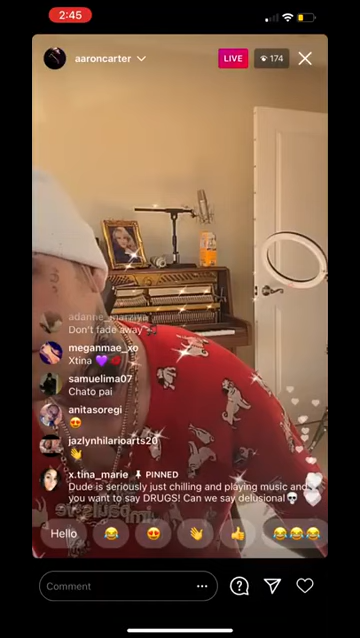 2:45
aaroncarter
LIVE
174
adanne_marziya
Don't fade away
meganmae_xo
Xtina 💜🌹
samuelima07
Chato pai
anitasoregi
😍
jazlynhilarioarts20
👋
x.tina_marie PINNED
Dude is seriously just chilling and playing music and
you want to say DRUGS! Can we say delusional💀
Hello 😂 😍 👋 👍 😂😂😂
Comment